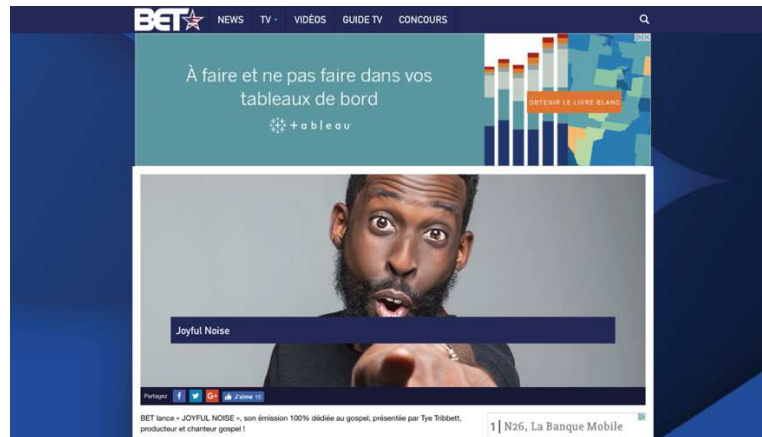 BET NEWS TV VIDÉOS GUIDE TV CONCOURS
À faire et ne pas faire dans vos
tableaux de bord
+ a b l e a u
OBTENIR LE LIVRE BLANC
Joyful Noise
Partagez f G+ J'aime 10
BET lance « JOYFUL NOISE », son émission 100% dédiée au gospel, présentée par Tye Tribbett,
producteur et chanteur gospel !
1 | N26, La Banque Mobile